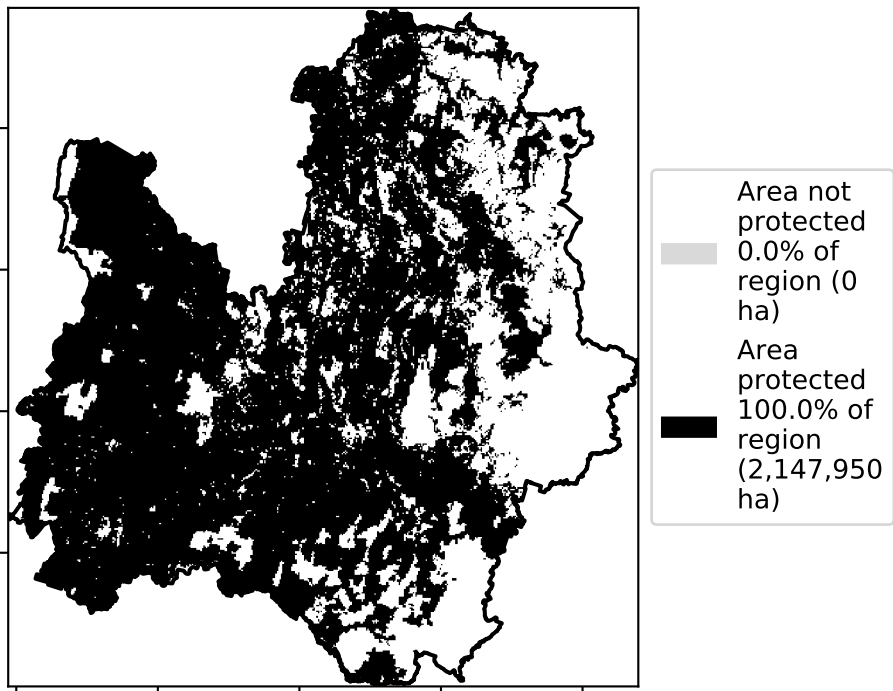 Area not
protected
0.0% of
region (0
ha)
Area
protected
100.0% of
region
(2,147,950
ha)